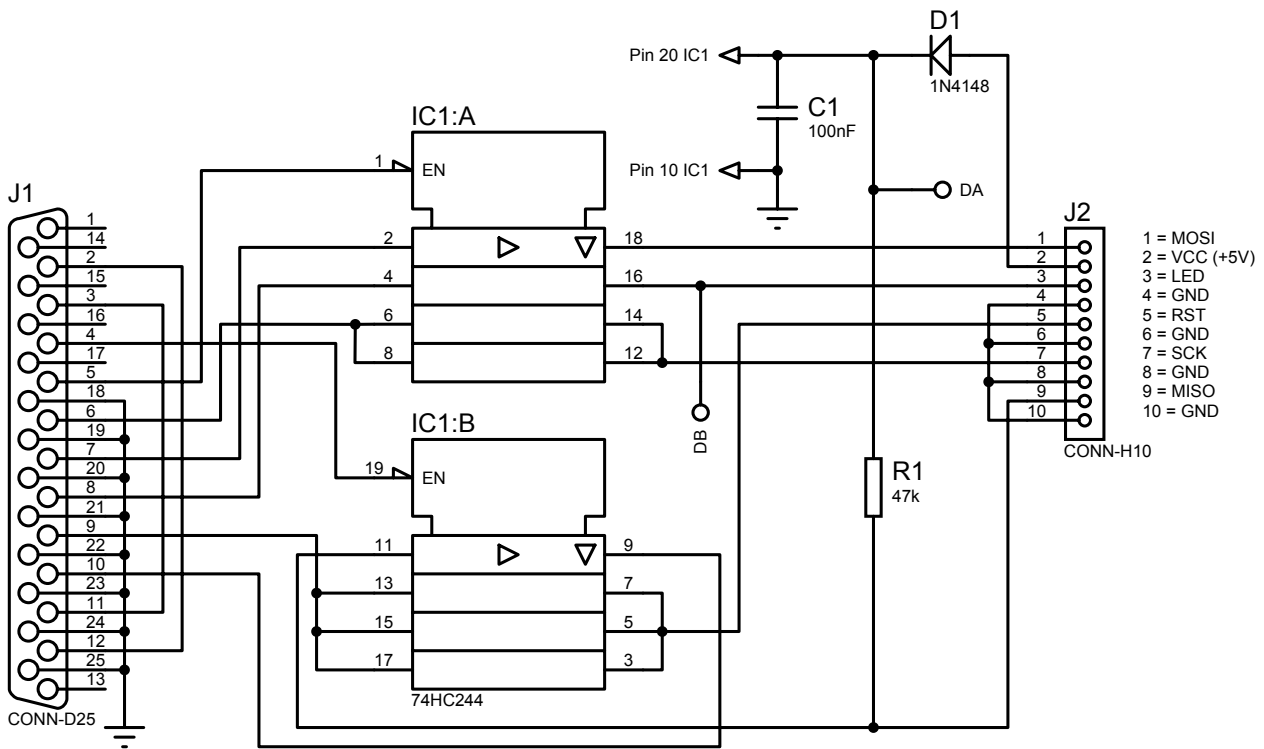 D1
1N4148
Pin 20 IC1
C1
100nF
Pin 10 IC1
DA
IC1:A
1
EN
2
18
4
16
6
14
8
12
DB
J1
1
14
2
15
3
16
4
17
5
18
6
19
7
20
8
21
9
22
10
23
11
24
12
25
13
CONN-D25
IC1:B
19
EN
11
9
13
7
15
5
17
3
74HC244
R1
47k
J2
1
2
3
4
5
6
7
8
9
10
CONN-H10
1 = MOSI
2 = VCC (+5V)
3 = LED
4 = GND
5 = RST
6 = GND
7 = SCK
8 = GND
9 = MISO
10 = GND